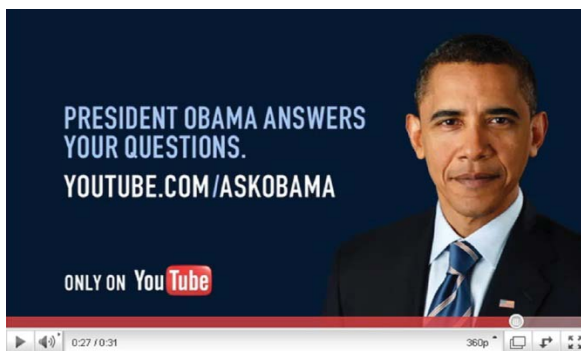 PRESIDENT OBAMA ANSWERS
YOUR QUESTIONS.
YOUTUBE.COM/ASKOBAMA
ONLY ON YouTube
0:27 / 0:31
360p